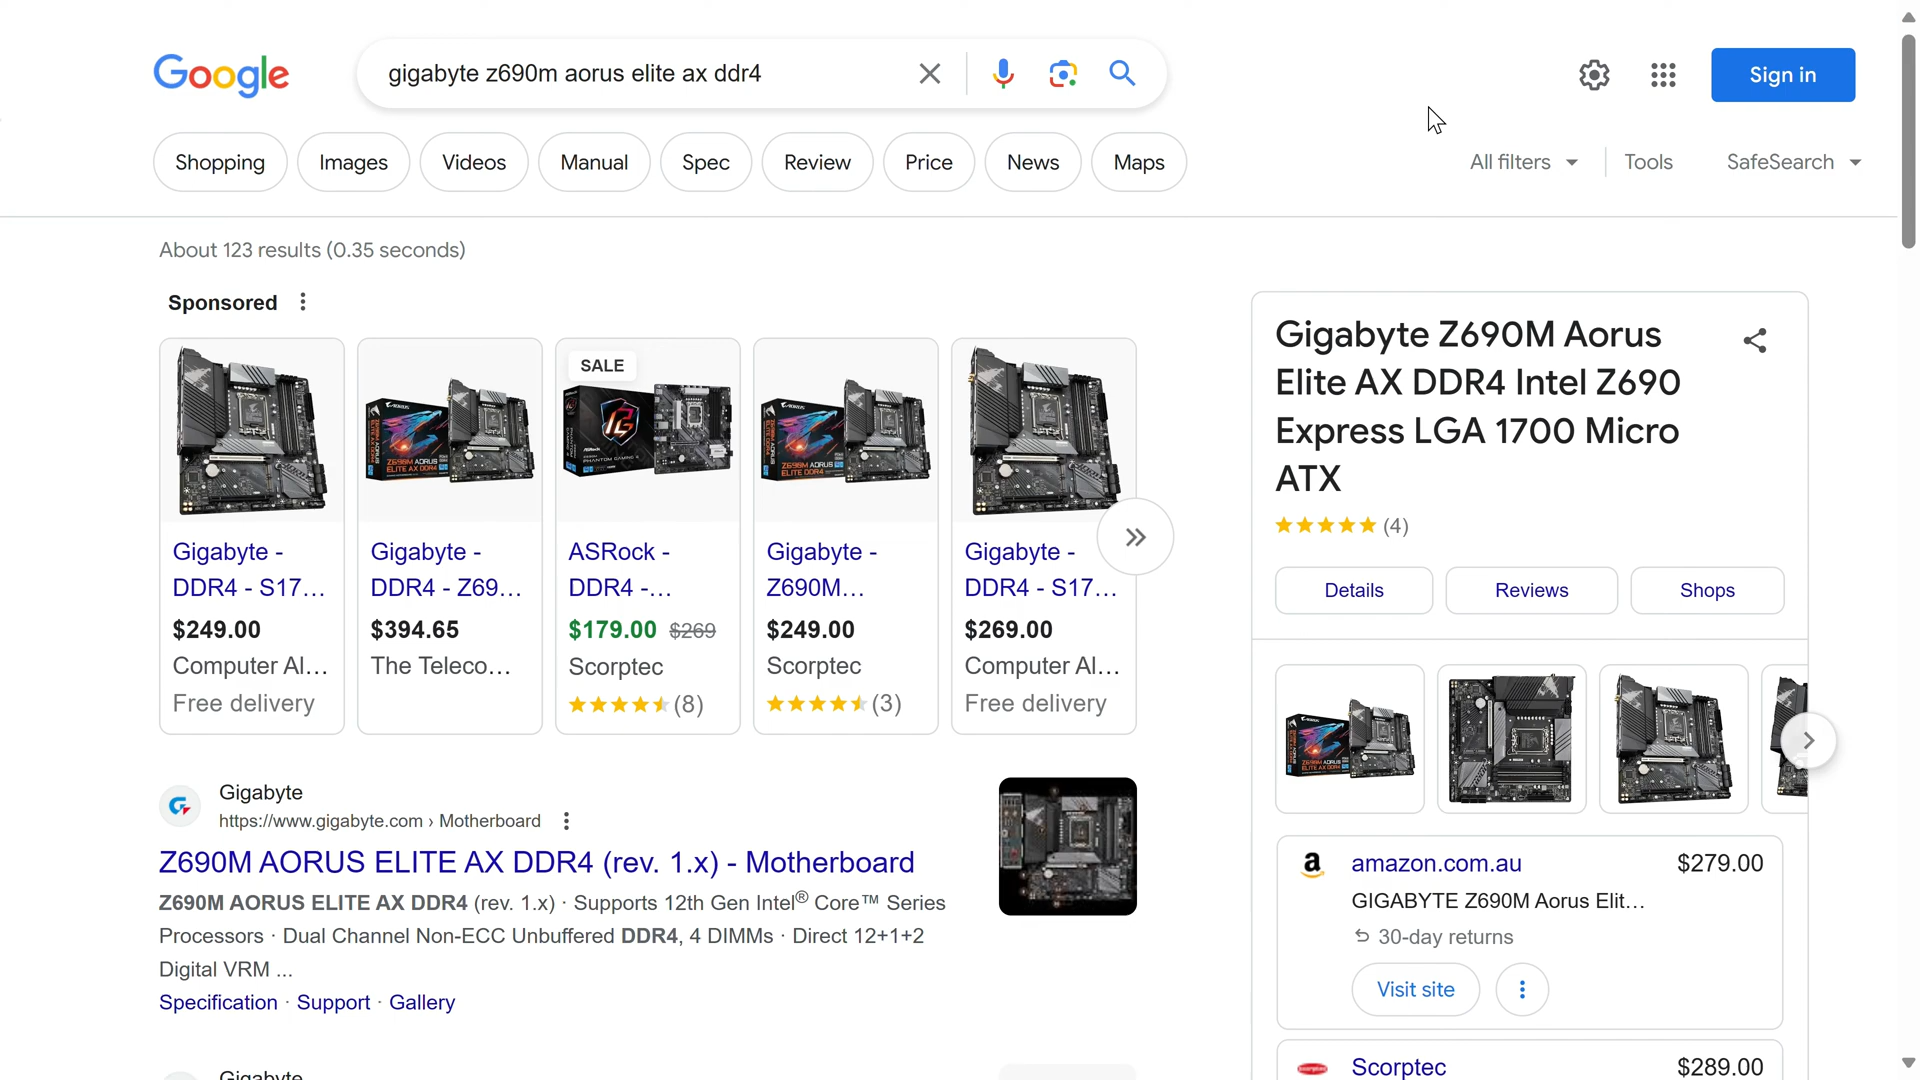 Google
gigabyte z690m aorus elite ax ddr4
Sign in
Shopping
Images
Videos
Manual
Spec
Review
Price
News
Maps
All filters
Tools
SafeSearch
About 123 results (0.35 seconds)
Sponsored
Gigabyte -
DDR4 - S17...
$249.00
Computer Al...
Free delivery
Gigabyte -
DDR4 - Z69...
$394.65
The Teleco...
SALE
ASRock -
DDR4 -...
$179.00 $269
Scorptec
(8)
Gigabyte -
Z690M...
$249.00
Scorptec
(3)
Gigabyte -
DDR4 - S17...
$269.00
Computer Al...
Free delivery
Gigabyte
https://www.gigabyte.com › Motherboard
Z690M AORUS ELITE AX DDR4 (rev. 1.x) - Motherboard
Z690M AORUS ELITE AX DDR4 (rev. 1.x) · Supports 12th Gen Intel® Core™ Series
Processors · Dual Channel Non-ECC Unbuffered DDR4, 4 DIMMs · Direct 12+1+2
Digital VRM ...
Specification · Support · Gallery
Gigabyte
Gigabyte Z690M Aorus
Elite AX DDR4 Intel Z690
Express LGA 1700 Micro
ATX
(4)
Details
Reviews
Shops
amazon.com.au $279.00
GIGABYTE Z690M Aorus Elit...
30-day returns
Visit site
Scorptec $289.00